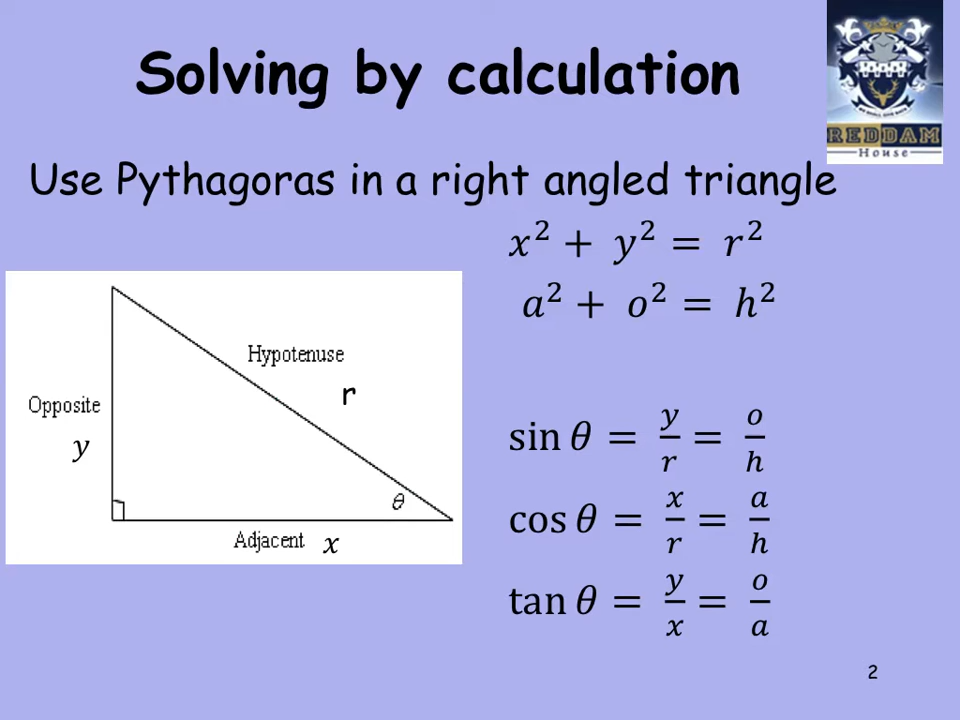 Solving by calculation
REDDAM
House
Use Pythagoras in a right angled triangle
x² + y² = r²
a² + o² = h²
Hypotenuse
r
Opposite
y
θ
Adjacent x
sin θ = y/r = o/h
cos θ = x/r = a/h
tan θ = y/x = o/a
2